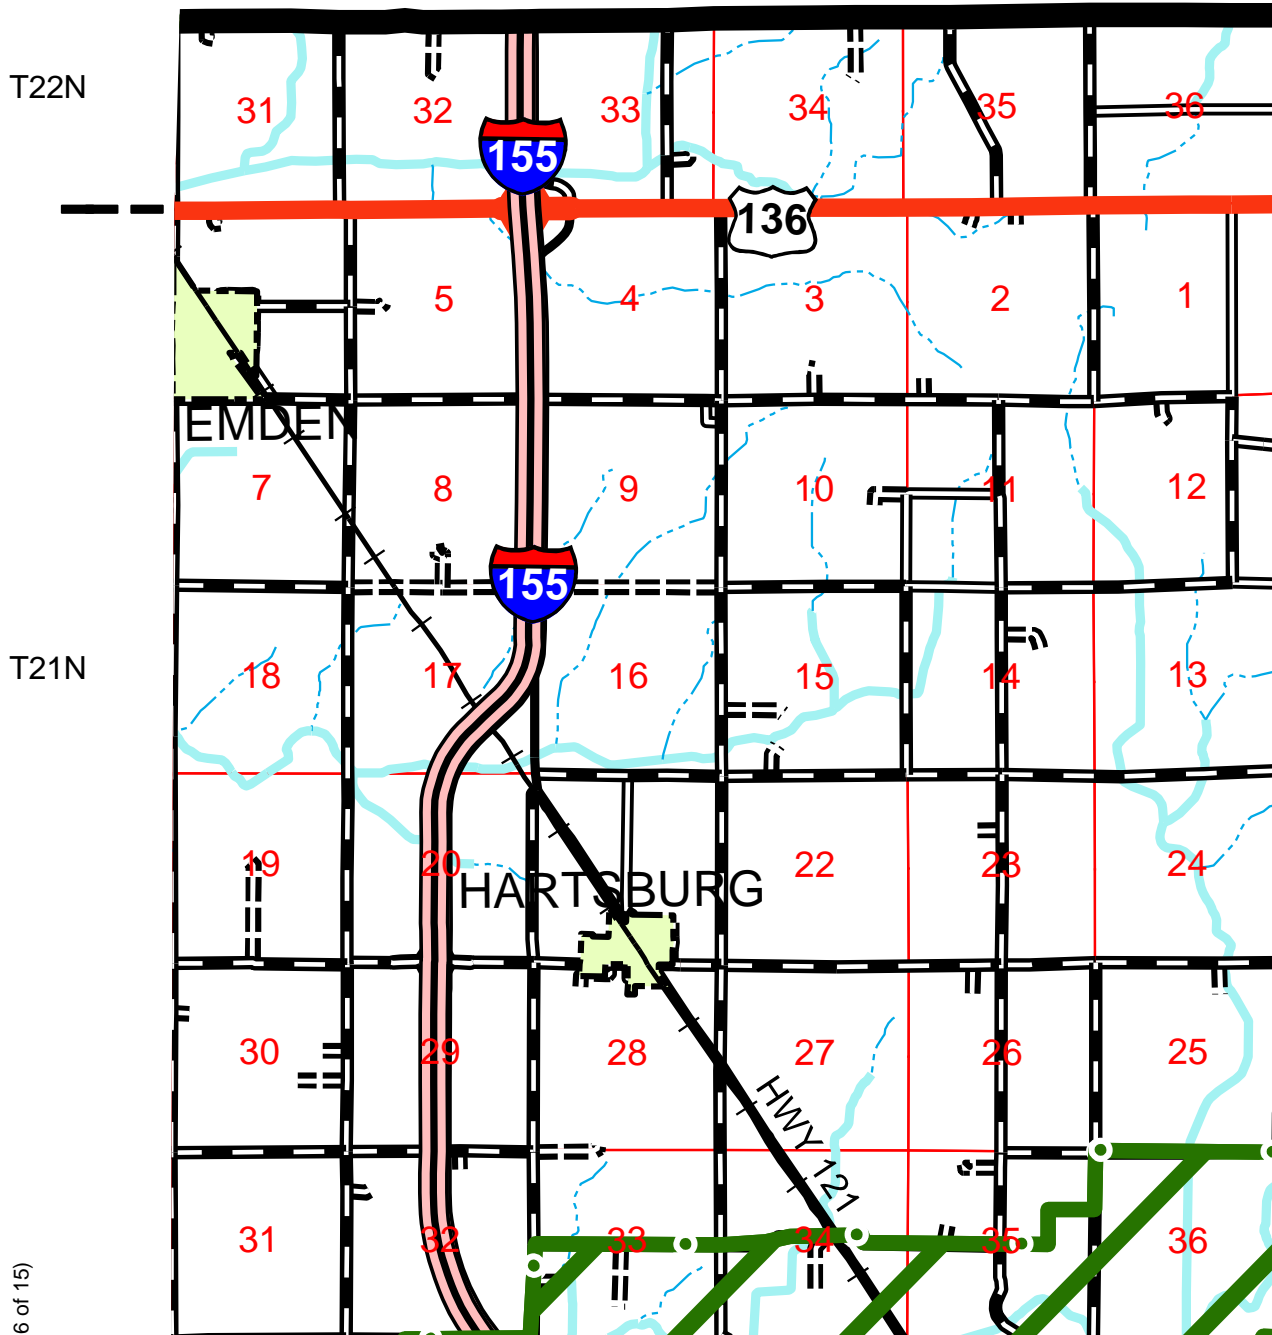 T22N
31 32 33 34 35 36
155
136
5 4 3 2 1
EMDEN
7 8 9 10 11 12
155
T21N
18 17 16 15 14 13
19 20 22 23 24
HARTSBURG
30 29 28 27 26 25
HWY 121
31 32 33 34 35 36
6 of 15)